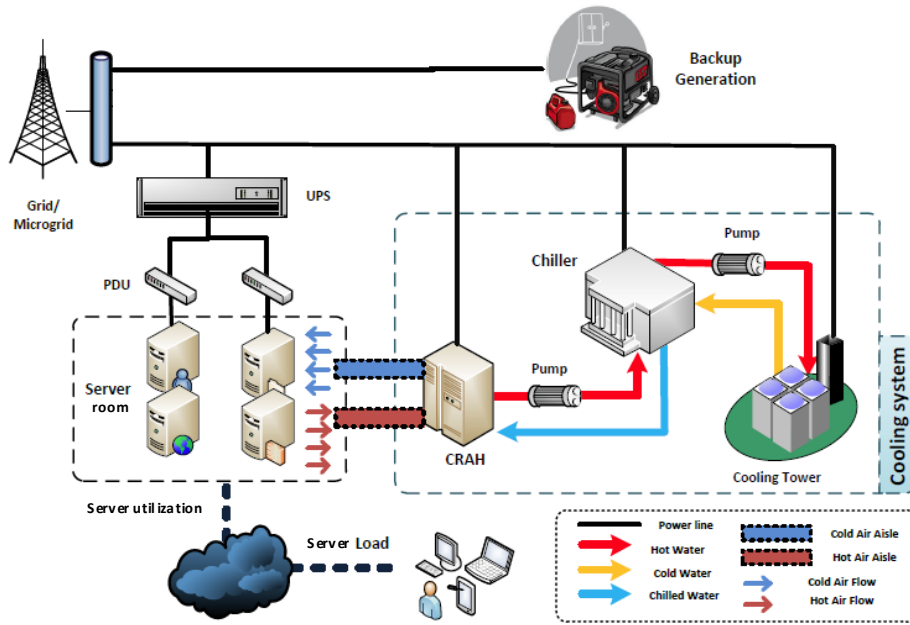 Backup
Generation
Grid/
Microgrid
UPS
PDU
Pump
Chiller
Server
room
Pump
CRAH
Cooling Tower
Cooling system
Server utilization
Server Load
Power line
Hot Water
Cold Water
Chilled Water
Cold Air Aisle
Hot Air Aisle
Cold Air Flow
Hot Air Flow